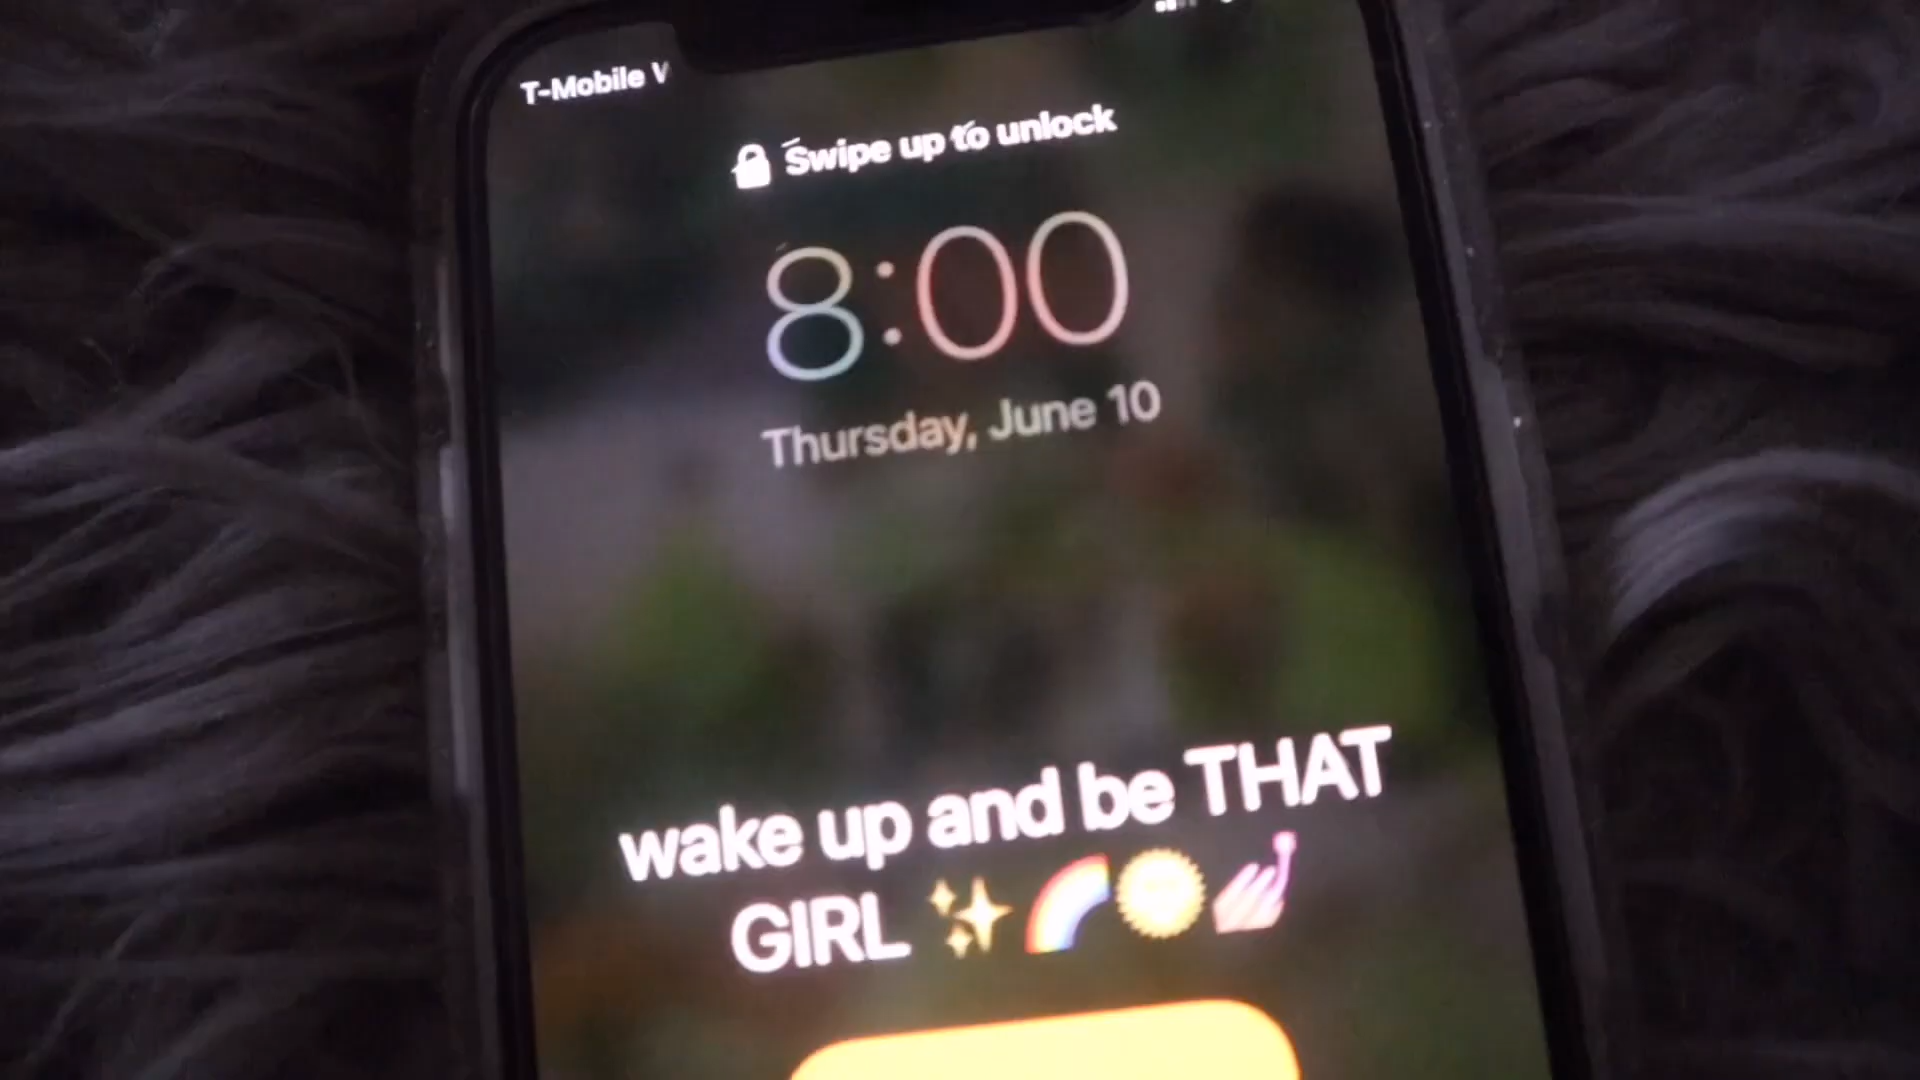 T-Mobile
Swipe up to unlock
8:00
Thursday, June 10
wake up and be THAT
GIRL ✨🌈🌞💅